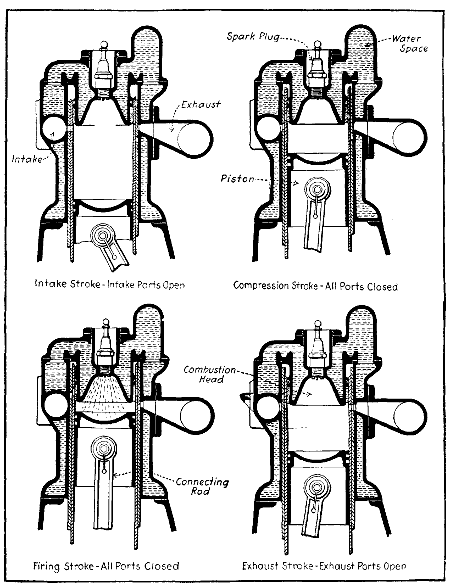 Spark Plug
Water
Space
Exhaust
Intake
Piston
Intake Stroke-Intake Ports Open
Compression Stroke-All Ports Closed
Combustion
Head
Connecting
Rod
Firing Stroke-All Ports Closed
Exhaust Stroke-Exhaust Ports Open